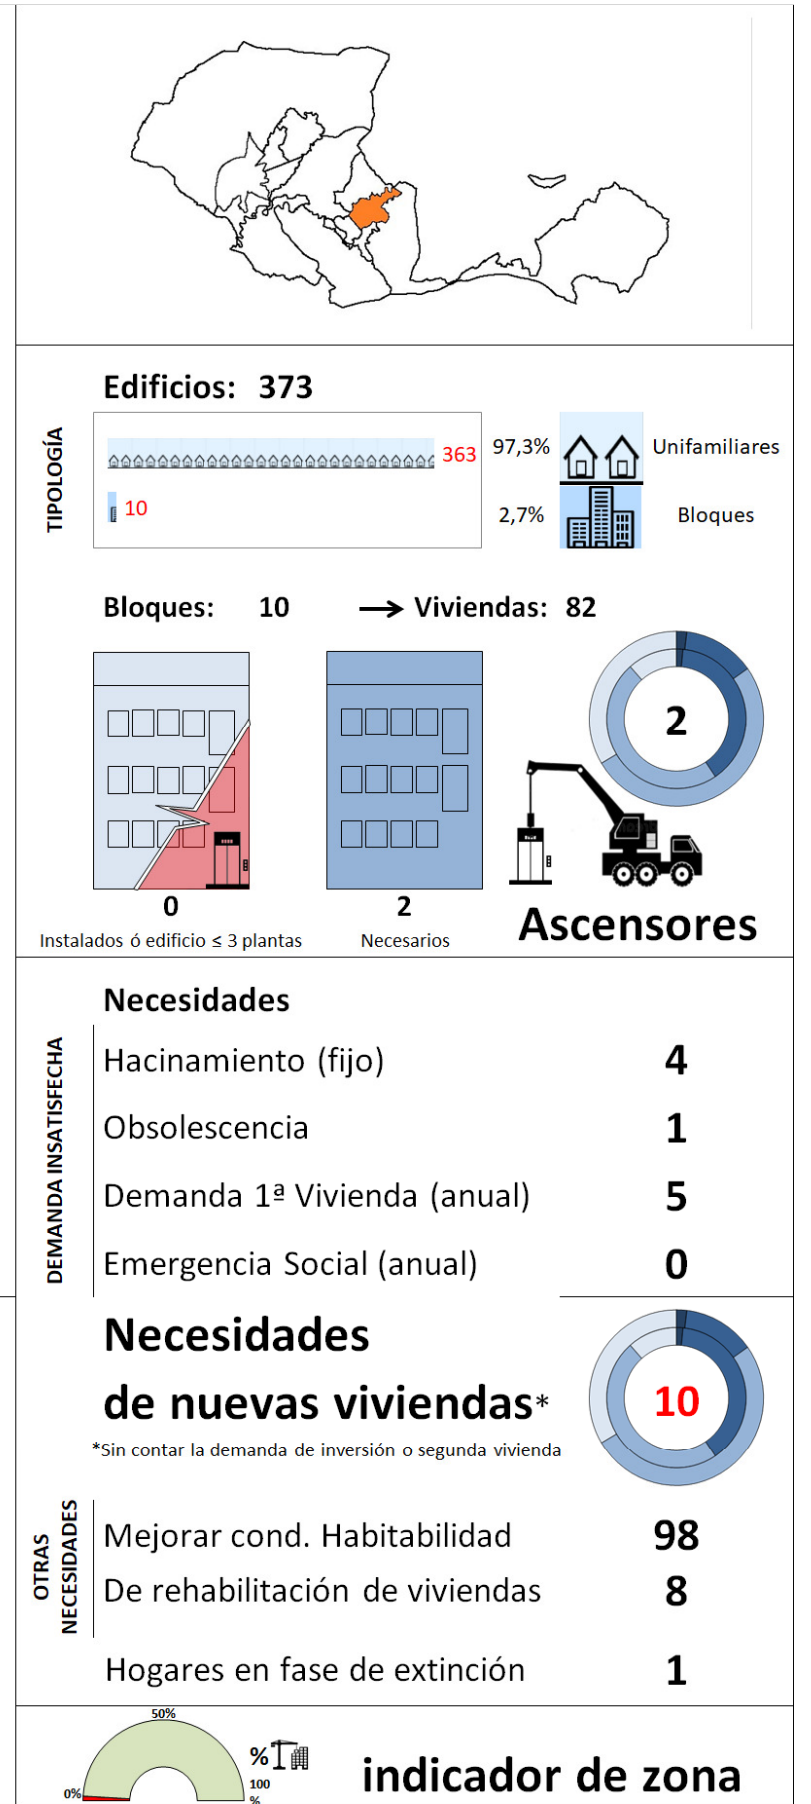 Edificios: 373
TIPOLOGÍA
363
97,3%
Unifamiliares
10
2,7%
Bloques
Bloques: 10 → Viviendas: 82
2
0
2
Instalados ó edificio ≤ 3 plantas
Necesarios
Ascensores
Necesidades
DEMANDA INSATISFECHA
Hacinamiento (fijo) 4
Obsolescencia 1
Demanda 1ª Vivienda (anual) 5
Emergencia Social (anual) 0
Necesidades
de nuevas viviendas*
10
*Sin contar la demanda de inversión o segunda vivienda
OTRAS
NECESIDADES
Mejorar cond. Habitabilidad 98
De rehabilitación de viviendas 8
Hogares en fase de extinción 1
50%
%
0%
100
%
indicador de zona